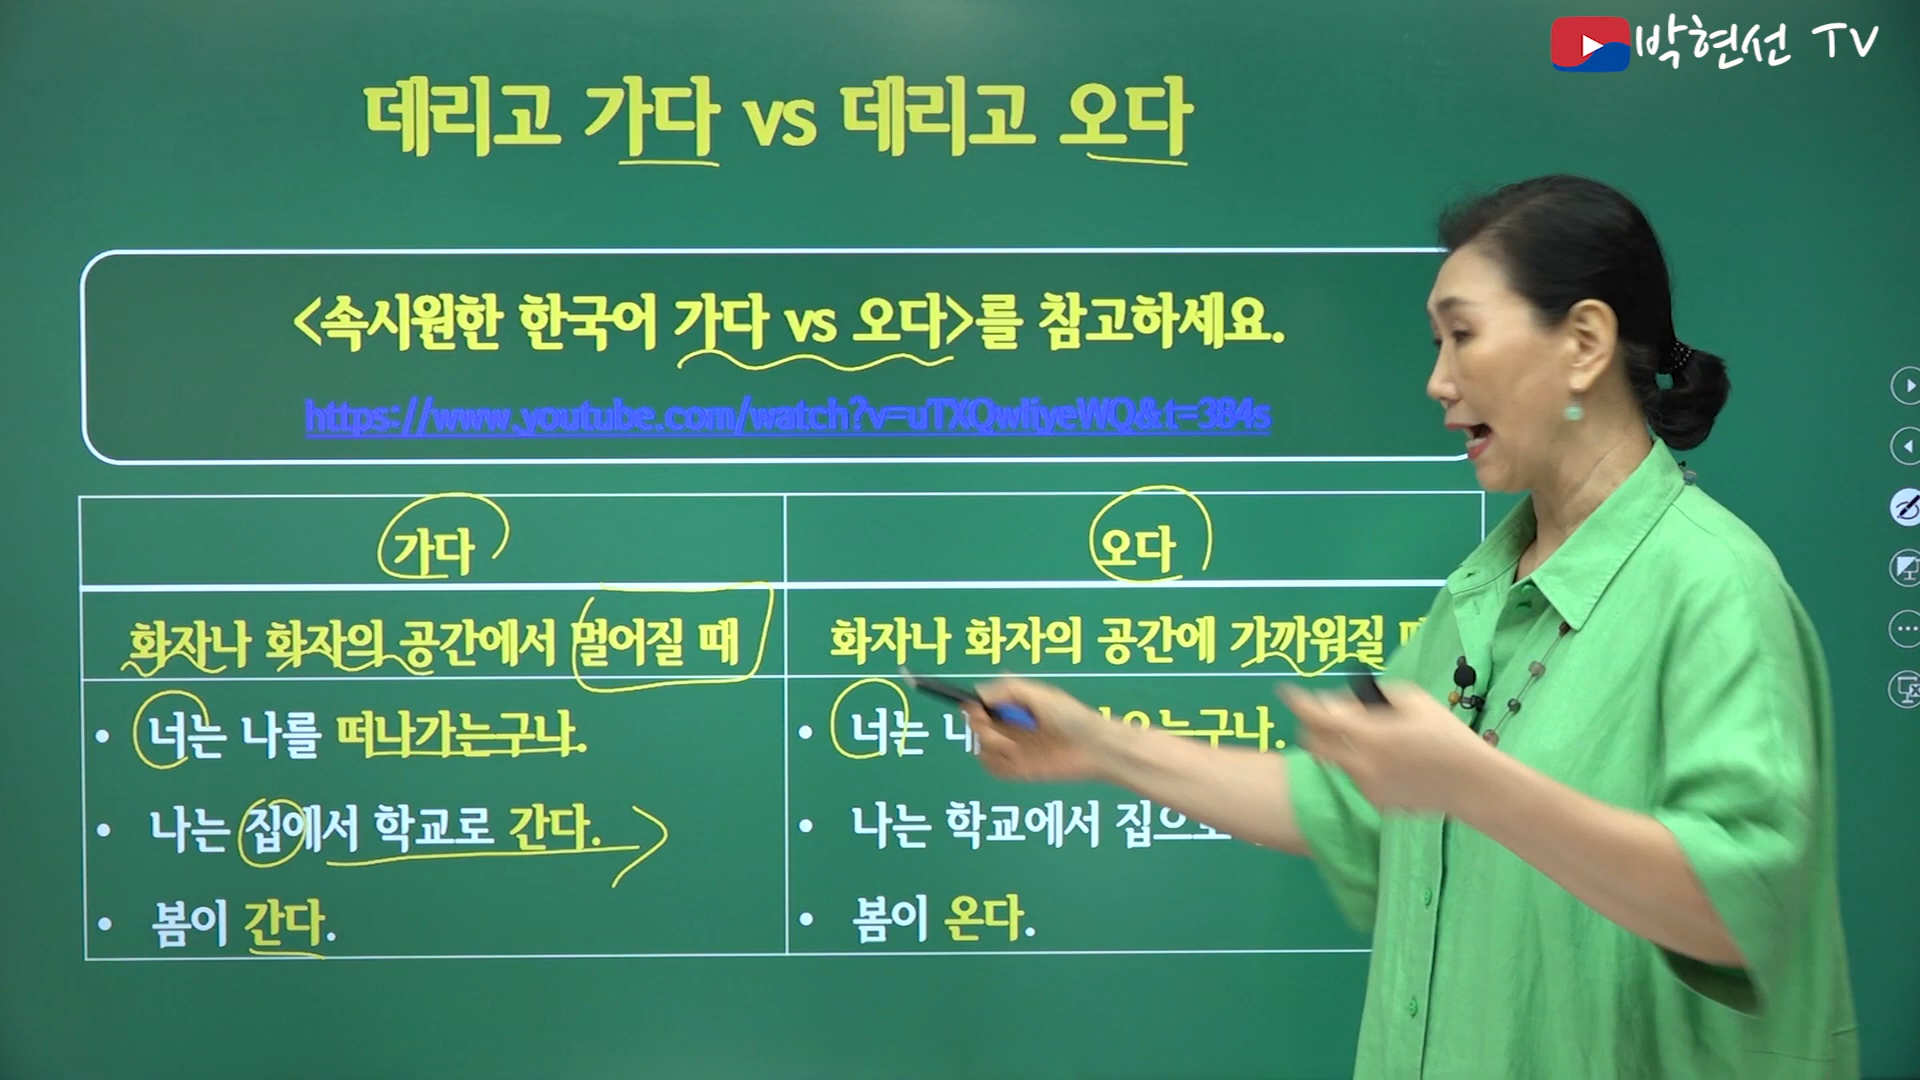 박현선 TV
데리고 가다 vs 데리고 오다
<속시원한 한국어 가다 vs 오다>를 참고하세요.
https://www.youtube.com/watch?v=uTXQwIiyeWQ&t=384s
가다
오다
화자나 화자의 공간에서 멀어질 때
화자나 화자의 공간에 가까워질
• 너는 나를 떠나가는구나.
• 나는 집에서 학교로 간다.
• 봄이 간다.
• 너는
• 나는 학교에서 집으로
• 봄이 온다.